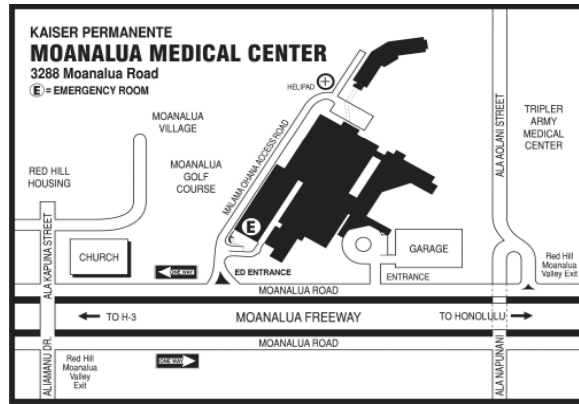 KAISER PERMANENTE
MOANALUA MEDICAL CENTER
3288 Moanalua Road
E = EMERGENCY ROOM
HELIPAD
MOANALUA
VILLAGE
RED HILL
HOUSING
MOANALUA
GOLF
COURSE
MALAMA OHANA ACCESS ROAD
ALA AOLANI STREET
TRIPLER
ARMY
MEDICAL
CENTER
ALA KAPUNA STREET
CHURCH
E
GARAGE
ONE WAY
ED ENTRANCE
ENTRANCE
Red Hill
Moanalua
Valley Exit
MOANALUA ROAD
TO H-3
MOANALUA FREEWAY
TO HONOLULU
MOANALUA ROAD
ALIAMANU DR.
Red Hill
Moanalua
Valley
Exit
ONE WAY
ALA NAPUNANI